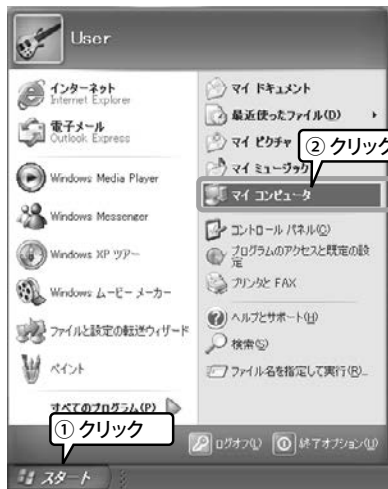 User
インターネット
Internet Explorer
電子メール
Outlook Express
Windows Media Player
Windows Messenger
Windows XP ツアー
Windows ムービー メーカー
ファイルと設定の転送ウィザード
ペイント
すべてのプログラム(P)
① クリック
マイ ドキュメント
最近使ったファイル(D)
マイ ピクチャ
② クリック
マイ ミュージック
マイ コンピュータ
コントロール パネル(C)
プログラムのアクセスと既定の設
定
プリンタと FAX
ヘルプとサポート(H)
検索(S)
ファイル名を指定して実行(R)...
ログオフ(L)
終了オプション(U)
スタート